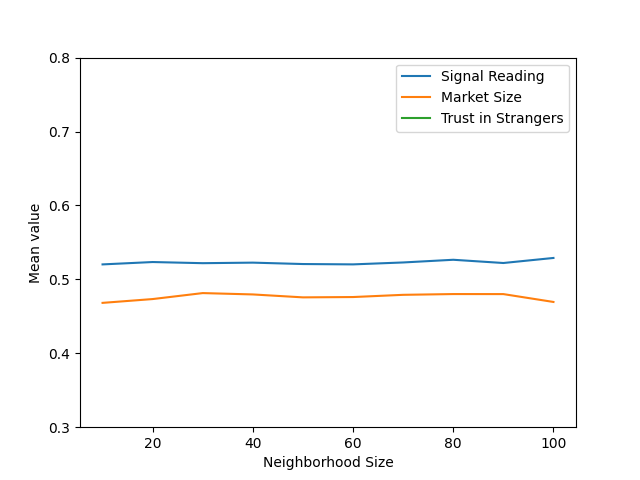 0.8
0.7
0.6
0.5
0.4
0.3
Mean value
Signal Reading
Market Size
Trust in Strangers
20 40 60 80 100
Neighborhood Size